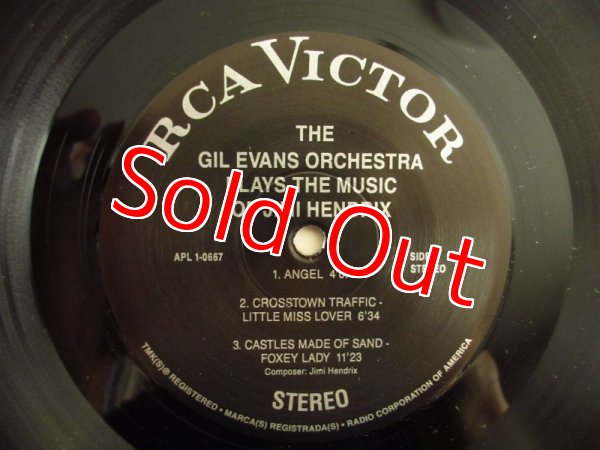 RCA VICTOR
THE
GIL EVANS ORCHESTRA
LAYS THE MUSIC
HENDRIX
Sold Out
APL 1-0667
STEREO
1. ANGEL
2. CROSSTOWN TRAFFIC -
LITTLE MISS LOVER 6'34
3. CASTLES MADE OF SAND -
FOXEY LADY 11'23
Composer: Jimi Hendrix
STEREO
TMK(S)® REGISTERED • MARCA(S) REGISTRADA(S) • RADIO CORPORATION OF AMERICA